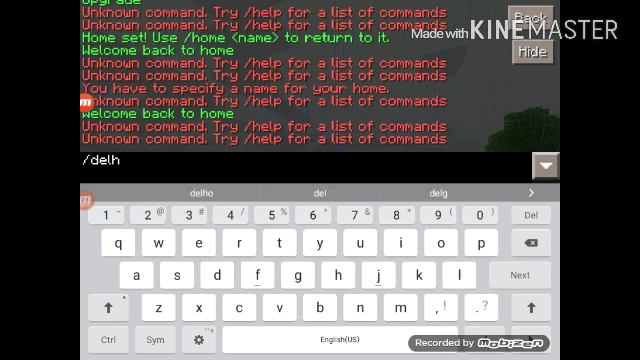 Upgrade
Unknown command. Try /help for a list of commands
Unknown command. Try /help for a list of commands
Home set! Use /home <name> to return to it.
Welcome back to home
Unknown command. Try /help for a list of commands
Unknown command. Try /help for a list of commands
You have to specify a name for your home.
Unknown command. Try /help for a list of commands
Welcome back to home
Unknown command. Try /help for a list of commands
Unknown command. Try /help for a list of commands
Back
Made with KINEMASTER
Hide
/delh
delho del delg
1 - 2 @ 3 # 4 / 5 % 6 ^ 7 & 8 * 9 ( 0 ) Del
q w e r t y u i o p
a s d f g h j k l Next
z x c v b n m , ! . ?
Ctrl Sym English(US)
Recorded by mobizen